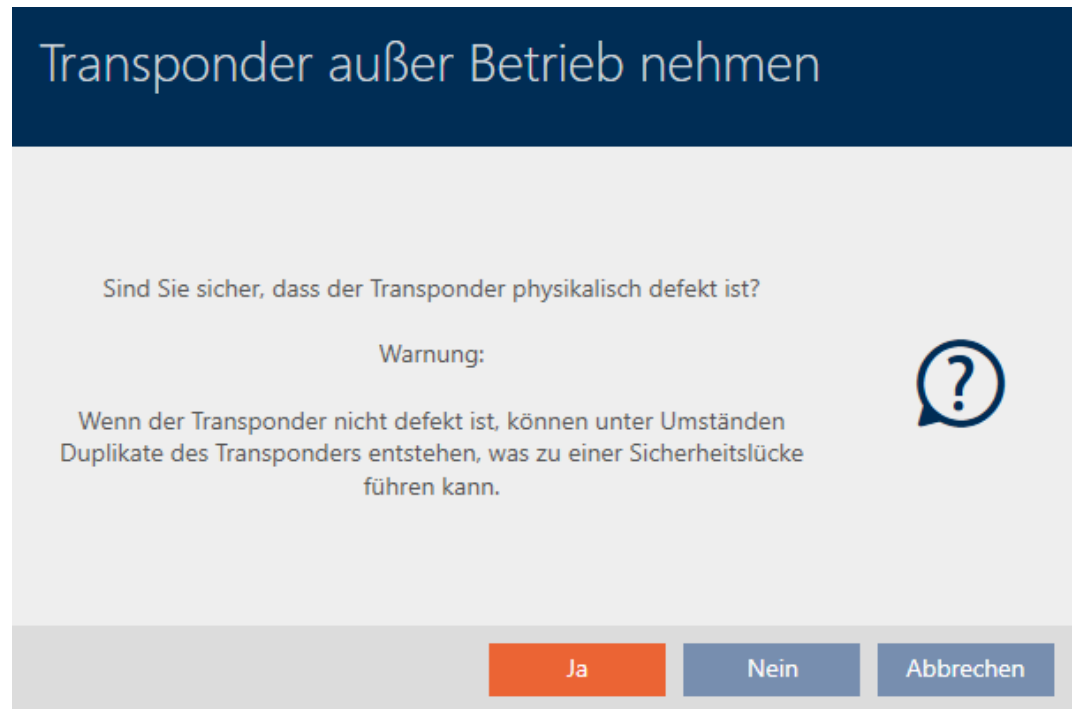 Transponder außer Betrieb nehmen
Sind Sie sicher, dass der Transponder physikalisch defekt ist?
Warnung:
Wenn der Transponder nicht defekt ist, können unter Umständen
Duplikate des Transponders entstehen, was zu einer Sicherheitslücke
führen kann.
?
Ja
Nein
Abbrechen